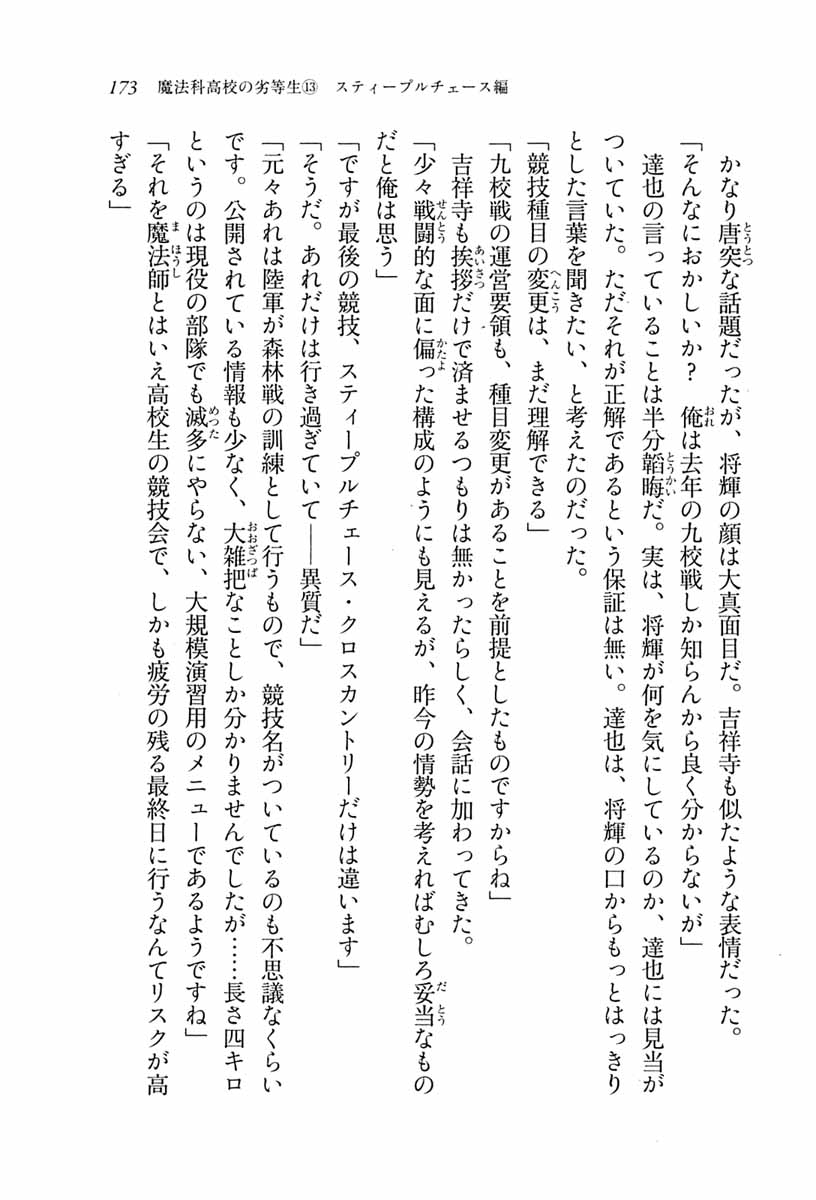 173　魔法科高校の劣等生⑬　スティープルチェース編
　かなり唐突な話題だったが、将輝の顔は大真面目だ。吉祥寺も似たような表情だった。
「そんなにおかしいか？　俺は去年の九校戦しか知らんから良く分からないが」
　達也の言っていることは半分韜晦だ。実は、将輝が何を気にしているのか、達也には見当が
ついていた。ただそれが正解であるという保証は無い。達也は、将輝の口からもっとはっきり
とした言葉を聞きたい、と考えたのだった。
「競技種目の変更は、まだ理解できる」
「九校戦の運営要領も、種目変更があることを前提としたものですからね」
　吉祥寺も挨拶だけで済ませるつもりは無かったらしく、会話に加わってきた。
「少々戦闘的な面に偏った構成のようにも見えるが、昨今の情勢を考えればむしろ妥当なもの
だと俺は思う」
「ですが最後の競技、スティープルチェース・クロスカントリーだけは違います」
「そうだ。あれだけは行き過ぎていて――異質だ」
「元々あれは陸軍が森林戦の訓練として行うもので、競技名がついているのも不思議なくらい
です。公開されている情報も少なく、大雑把なことしか分かりませんでしたが……長さ四キロ
というのは現役の部隊でも滅多にやらない、大規模演習用のメニューであるようですね」
「それを魔法師とはいえ高校生の競技会で、しかも疲労の残る最終日に行うなんてリスクが高
すぎる」